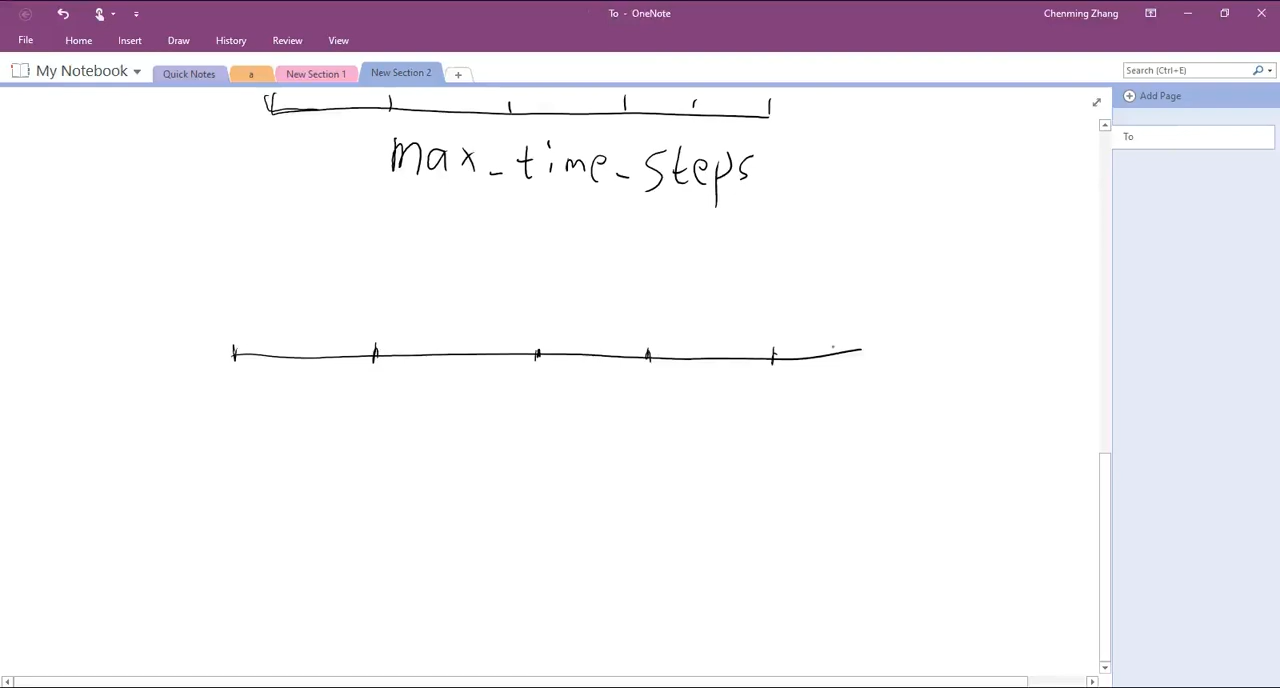 To - OneNote
Chenming Zhang
File Home Insert Draw History Review View
My Notebook Quick Notes a New Section 1 New Section 2 +
Search (Ctrl+E)
Add Page
To
max_time_steps